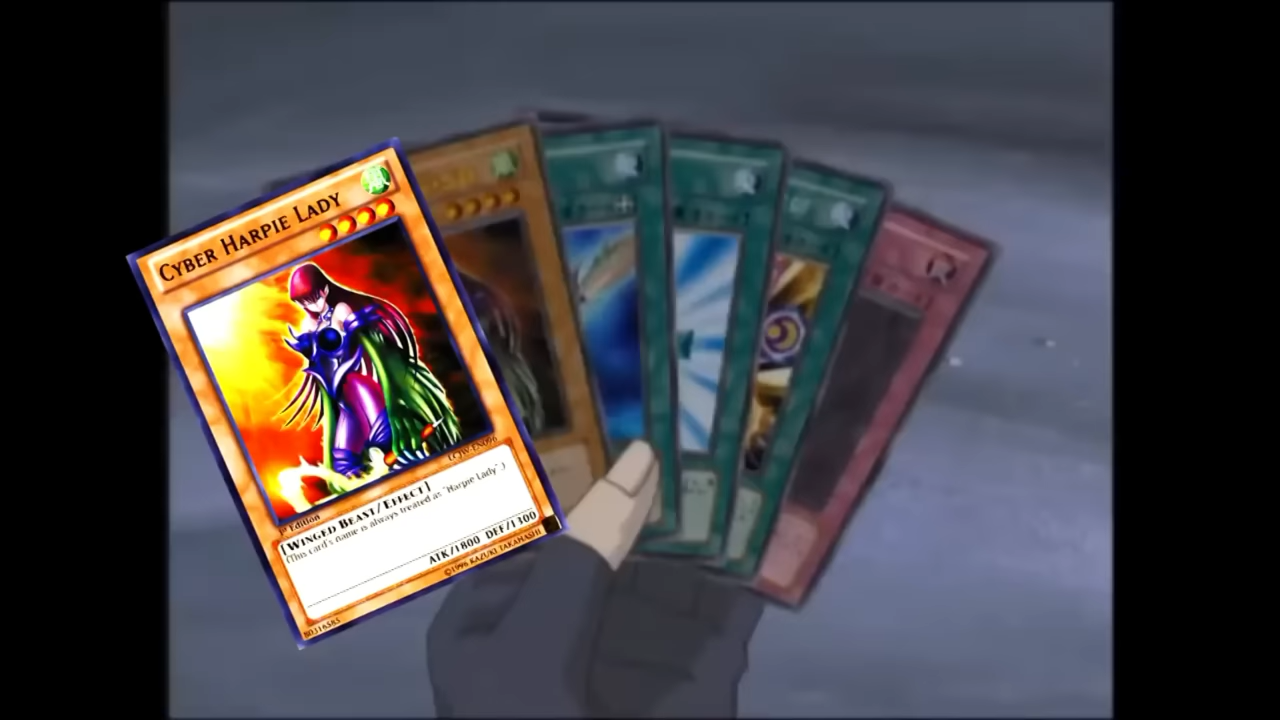 CYBER HARPIE LADY
LCJW-EN096
1st Edition
[WINGED BEAST/EFFECT]
(This card's name is always treated as "Harpie Lady".)
ATK/1800 DEF/1300
80316585
©1996 KAZUKI TAKAHASHI